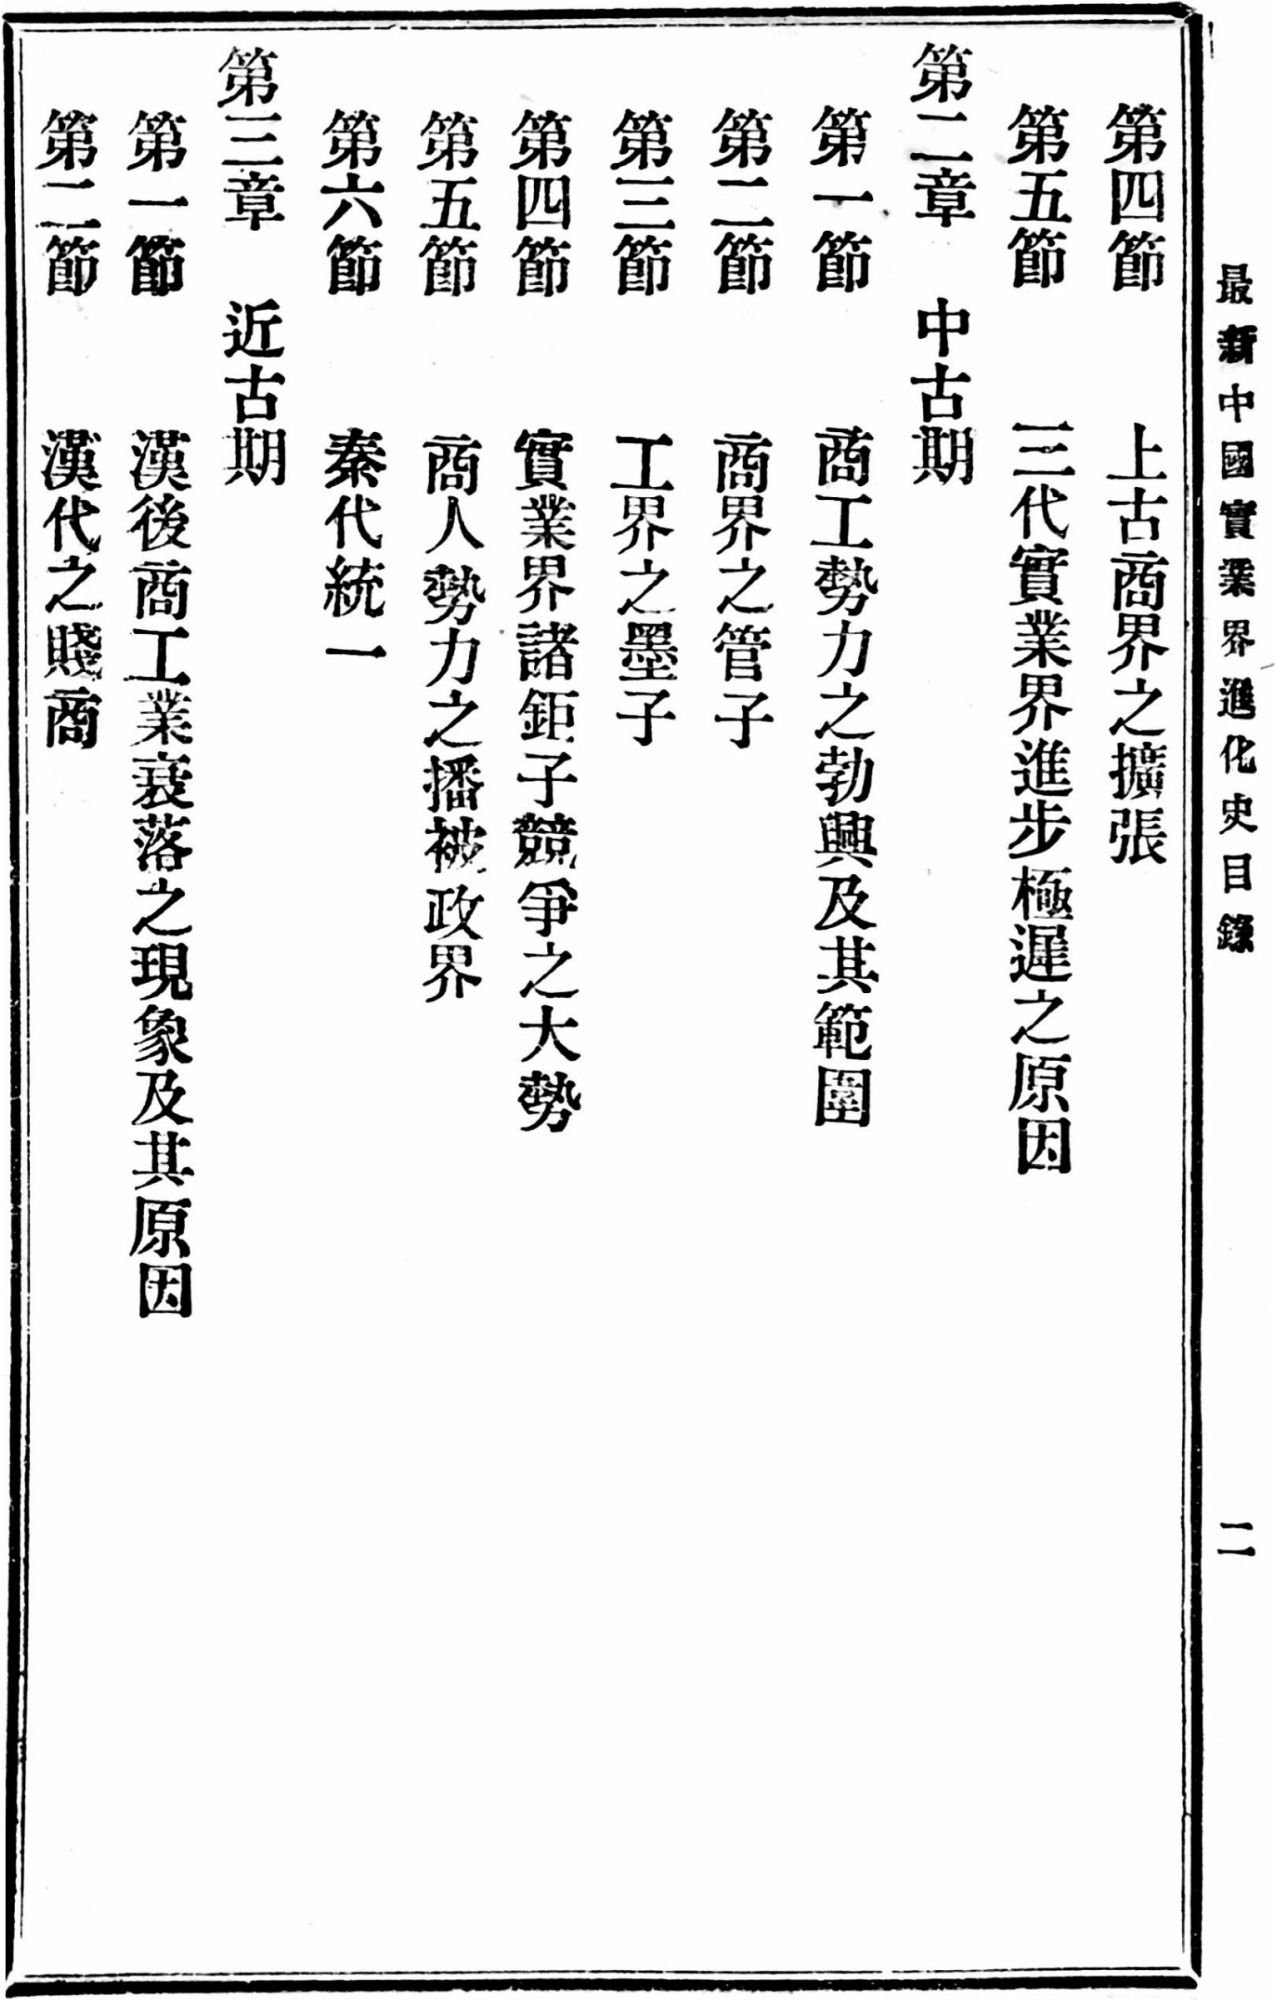 最新中國實業界進化史目錄　二
第四節　上古商界之擴張
第五節　三代實業界進步極遲之原因
第二章　中古期
第一節　商工勢力之勃興及其範圍
第二節　商界之管子
第三節　工界之墨子
第四節　實業界諸鉅子競爭之大勢
第五節　商人勢力之播被政界
第六節　秦代統一
第三章　近古期
第一節　漢後商工業衰落之現象及其原因
第二節　漢代之賤商